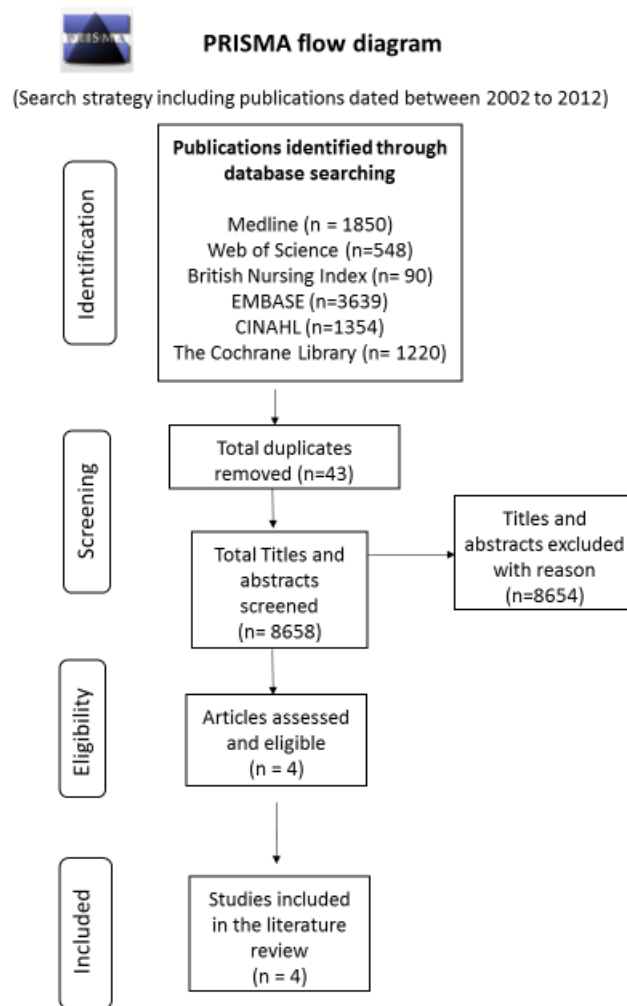 PRISMA
PRISMA flow diagram
(Search strategy including publications dated between 2002 to 2012)
Identification
Publications identified through
database searching
Medline (n = 1850)
Web of Science (n=548)
British Nursing Index (n= 90)
EMBASE (n=3639)
CINAHL (n=1354)
The Cochrane Library (n= 1220)
Screening
Total duplicates
removed (n=43)
Total Titles and
abstracts
screened
(n= 8658)
Titles and
abstracts excluded
with reason
(n=8654)
Eligibility
Articles assessed
and eligible
(n = 4)
Included
Studies included
in the literature
review
(n = 4)